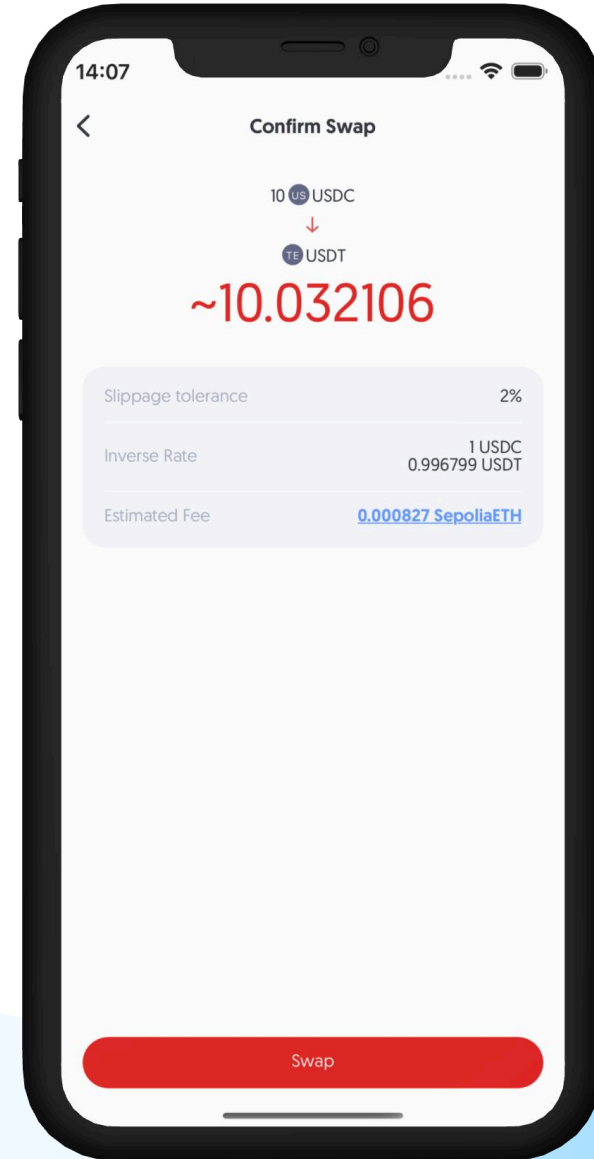 14:07
Confirm Swap
10 US USDC
↓
TE USDT
~10.032106
Slippage tolerance 2%
Inverse Rate 1 USDC
0.996799 USDT
Estimated Fee 0.000827 SepoliaETH
Swap